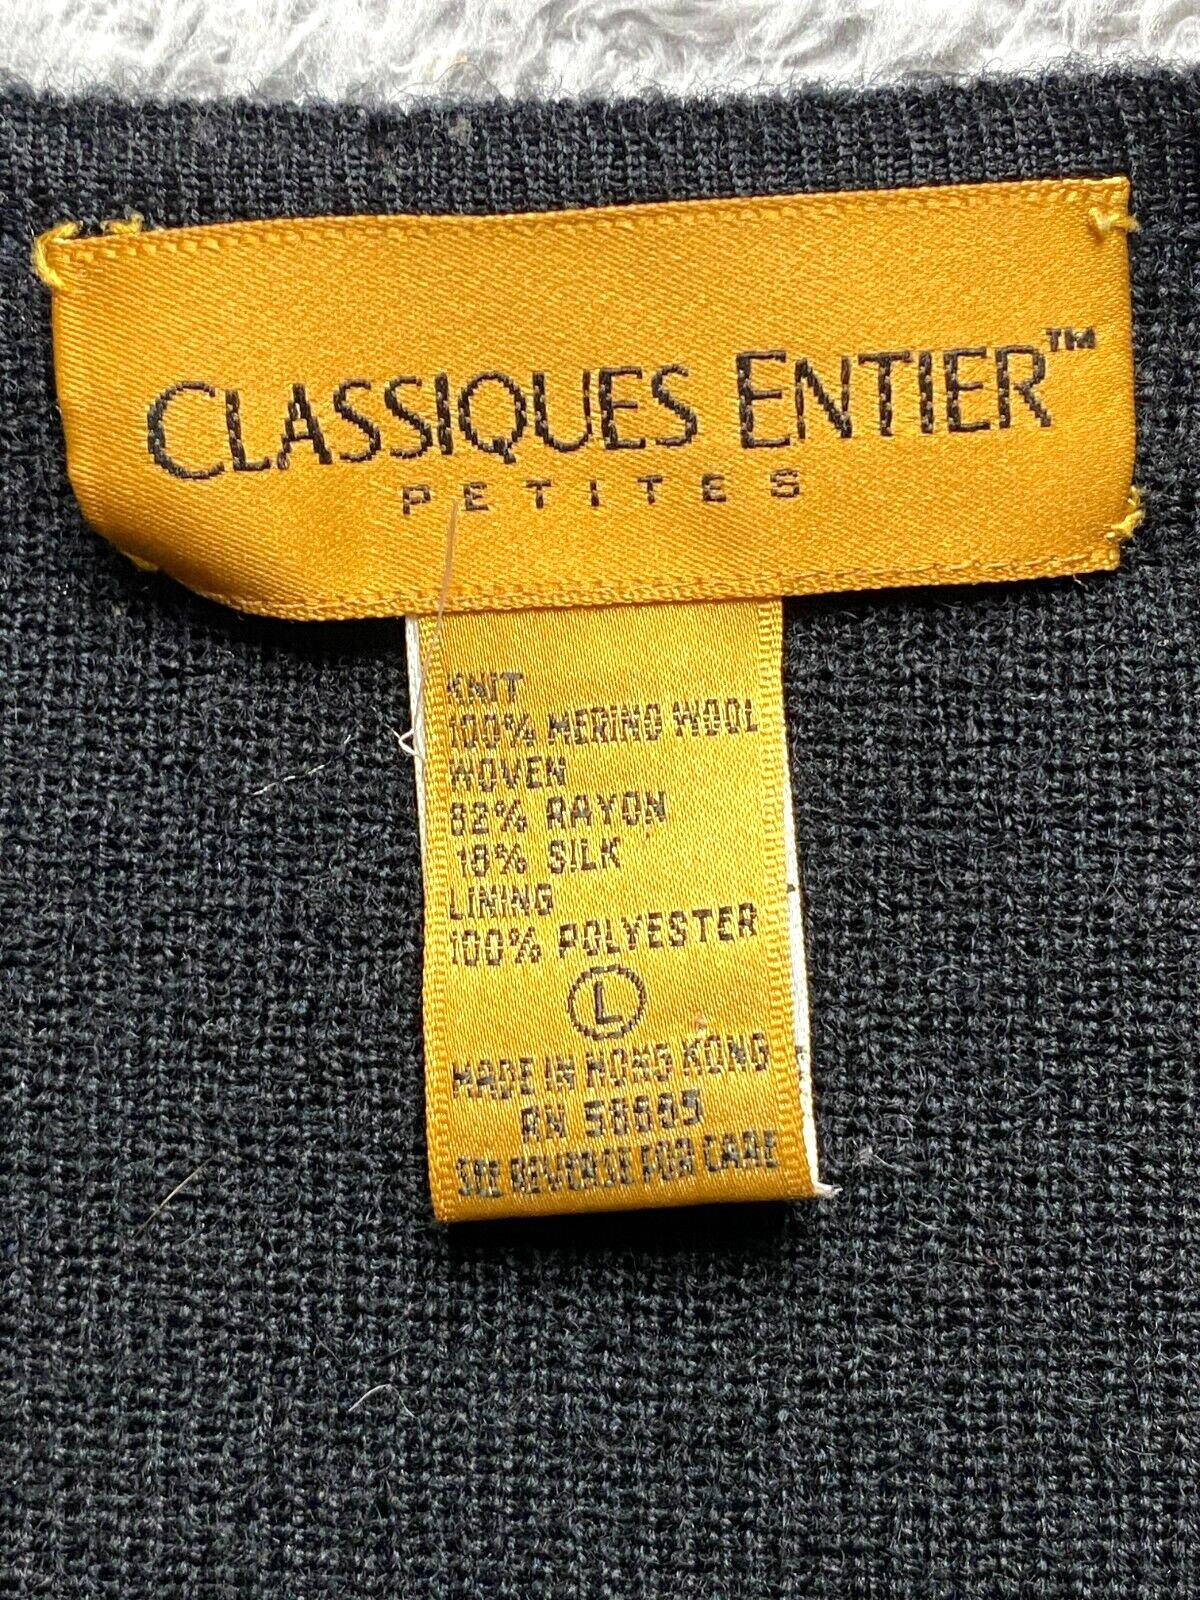 CLASSIQUES ENTIER™
PETITES
KNIT
100% MERINO WOOL
WOVEN
82% RAYON
18% SILK
LINING
100% POLYESTER
L
MADE IN HONG KONG
RN
SEE REVERSE FOR CARE